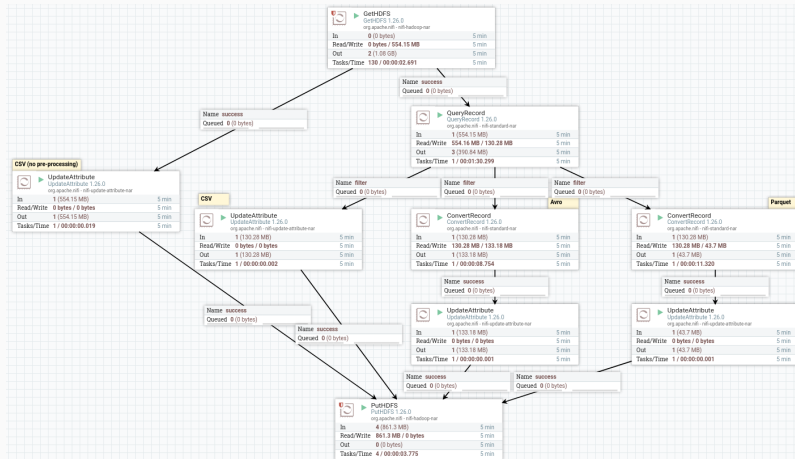 GetHDFS
GetHDFS 1.26.0
org.apache.nifi - nifi-hadoop-nar
In 0 (0 bytes) 5 min
Read/Write 0 bytes / 554.15 MB 5 min
Out 2 (1.08 GB) 5 min
Tasks/Time 130 / 00:00:02.691 5 min
Name success
Queued 0 (0 bytes)
Name success
Queued 0 (0 bytes)
QueryRecord
QueryRecord 1.26.0
org.apache.nifi - nifi-standard-nar
In 1 (554.15 MB) 5 min
Read/Write 554.16 MB / 130.28 MB 5 min
Out 3 (390.84 MB) 5 min
Tasks/Time 1 / 00:01:30.299 5 min
CSV (no pre-processing)
UpdateAttribute
UpdateAttribute 1.26.0
org.apache.nifi - nifi-update-attribute-nar
In 1 (554.15 MB) 5 min
Read/Write 0 bytes / 0 bytes 5 min
Out 1 (554.15 MB) 5 min
Tasks/Time 1 / 00:00:00.019 5 min
Name filter
Queued 0 (0 bytes)
Name filter
Queued 0 (0 bytes)
Name filter
Queued 0 (0 bytes)
CSV
UpdateAttribute
UpdateAttribute 1.26.0
org.apache.nifi - nifi-update-attribute-nar
In 1 (130.28 MB) 5 min
Read/Write 0 bytes / 0 bytes 5 min
Out 1 (130.28 MB) 5 min
Tasks/Time 1 / 00:00:00.002 5 min
Avro
ConvertRecord
ConvertRecord 1.26.0
org.apache.nifi - nifi-standard-nar
In 1 (130.28 MB) 5 min
Read/Write 130.28 MB / 133.18 MB 5 min
Out 1 (133.18 MB) 5 min
Tasks/Time 1 / 00:00:08.754 5 min
Parquet
ConvertRecord
ConvertRecord 1.26.0
org.apache.nifi - nifi-standard-nar
In 1 (130.28 MB) 5 min
Read/Write 130.28 MB / 43.7 MB 5 min
Out 1 (43.7 MB) 5 min
Tasks/Time 1 / 00:00:11.320 5 min
Name success
Queued 0 (0 bytes)
Name success
Queued 0 (0 bytes)
Name success
Queued 0 (0 bytes)
Name success
Queued 0 (0 bytes)
UpdateAttribute
UpdateAttribute 1.26.0
org.apache.nifi - nifi-update-attribute-nar
In 1 (133.18 MB) 5 min
Read/Write 0 bytes / 0 bytes 5 min
Out 1 (133.18 MB) 5 min
Tasks/Time 1 / 00:00:00.001 5 min
UpdateAttribute
UpdateAttribute 1.26.0
org.apache.nifi - nifi-update-attribute-nar
In 1 (43.7 MB) 5 min
Read/Write 0 bytes / 0 bytes 5 min
Out 1 (43.7 MB) 5 min
Tasks/Time 1 / 00:00:00.001 5 min
Name success
Queued 0 (0 bytes)
Name success
Queued 0 (0 bytes)
PutHDFS
PutHDFS 1.26.0
org.apache.nifi - nifi-hadoop-nar
In 4 (861.3 MB) 5 min
Read/Write 861.3 MB / 0 bytes 5 min
Out 0 (0 bytes) 5 min
Tasks/Time 4 / 00:00:03.775 5 min